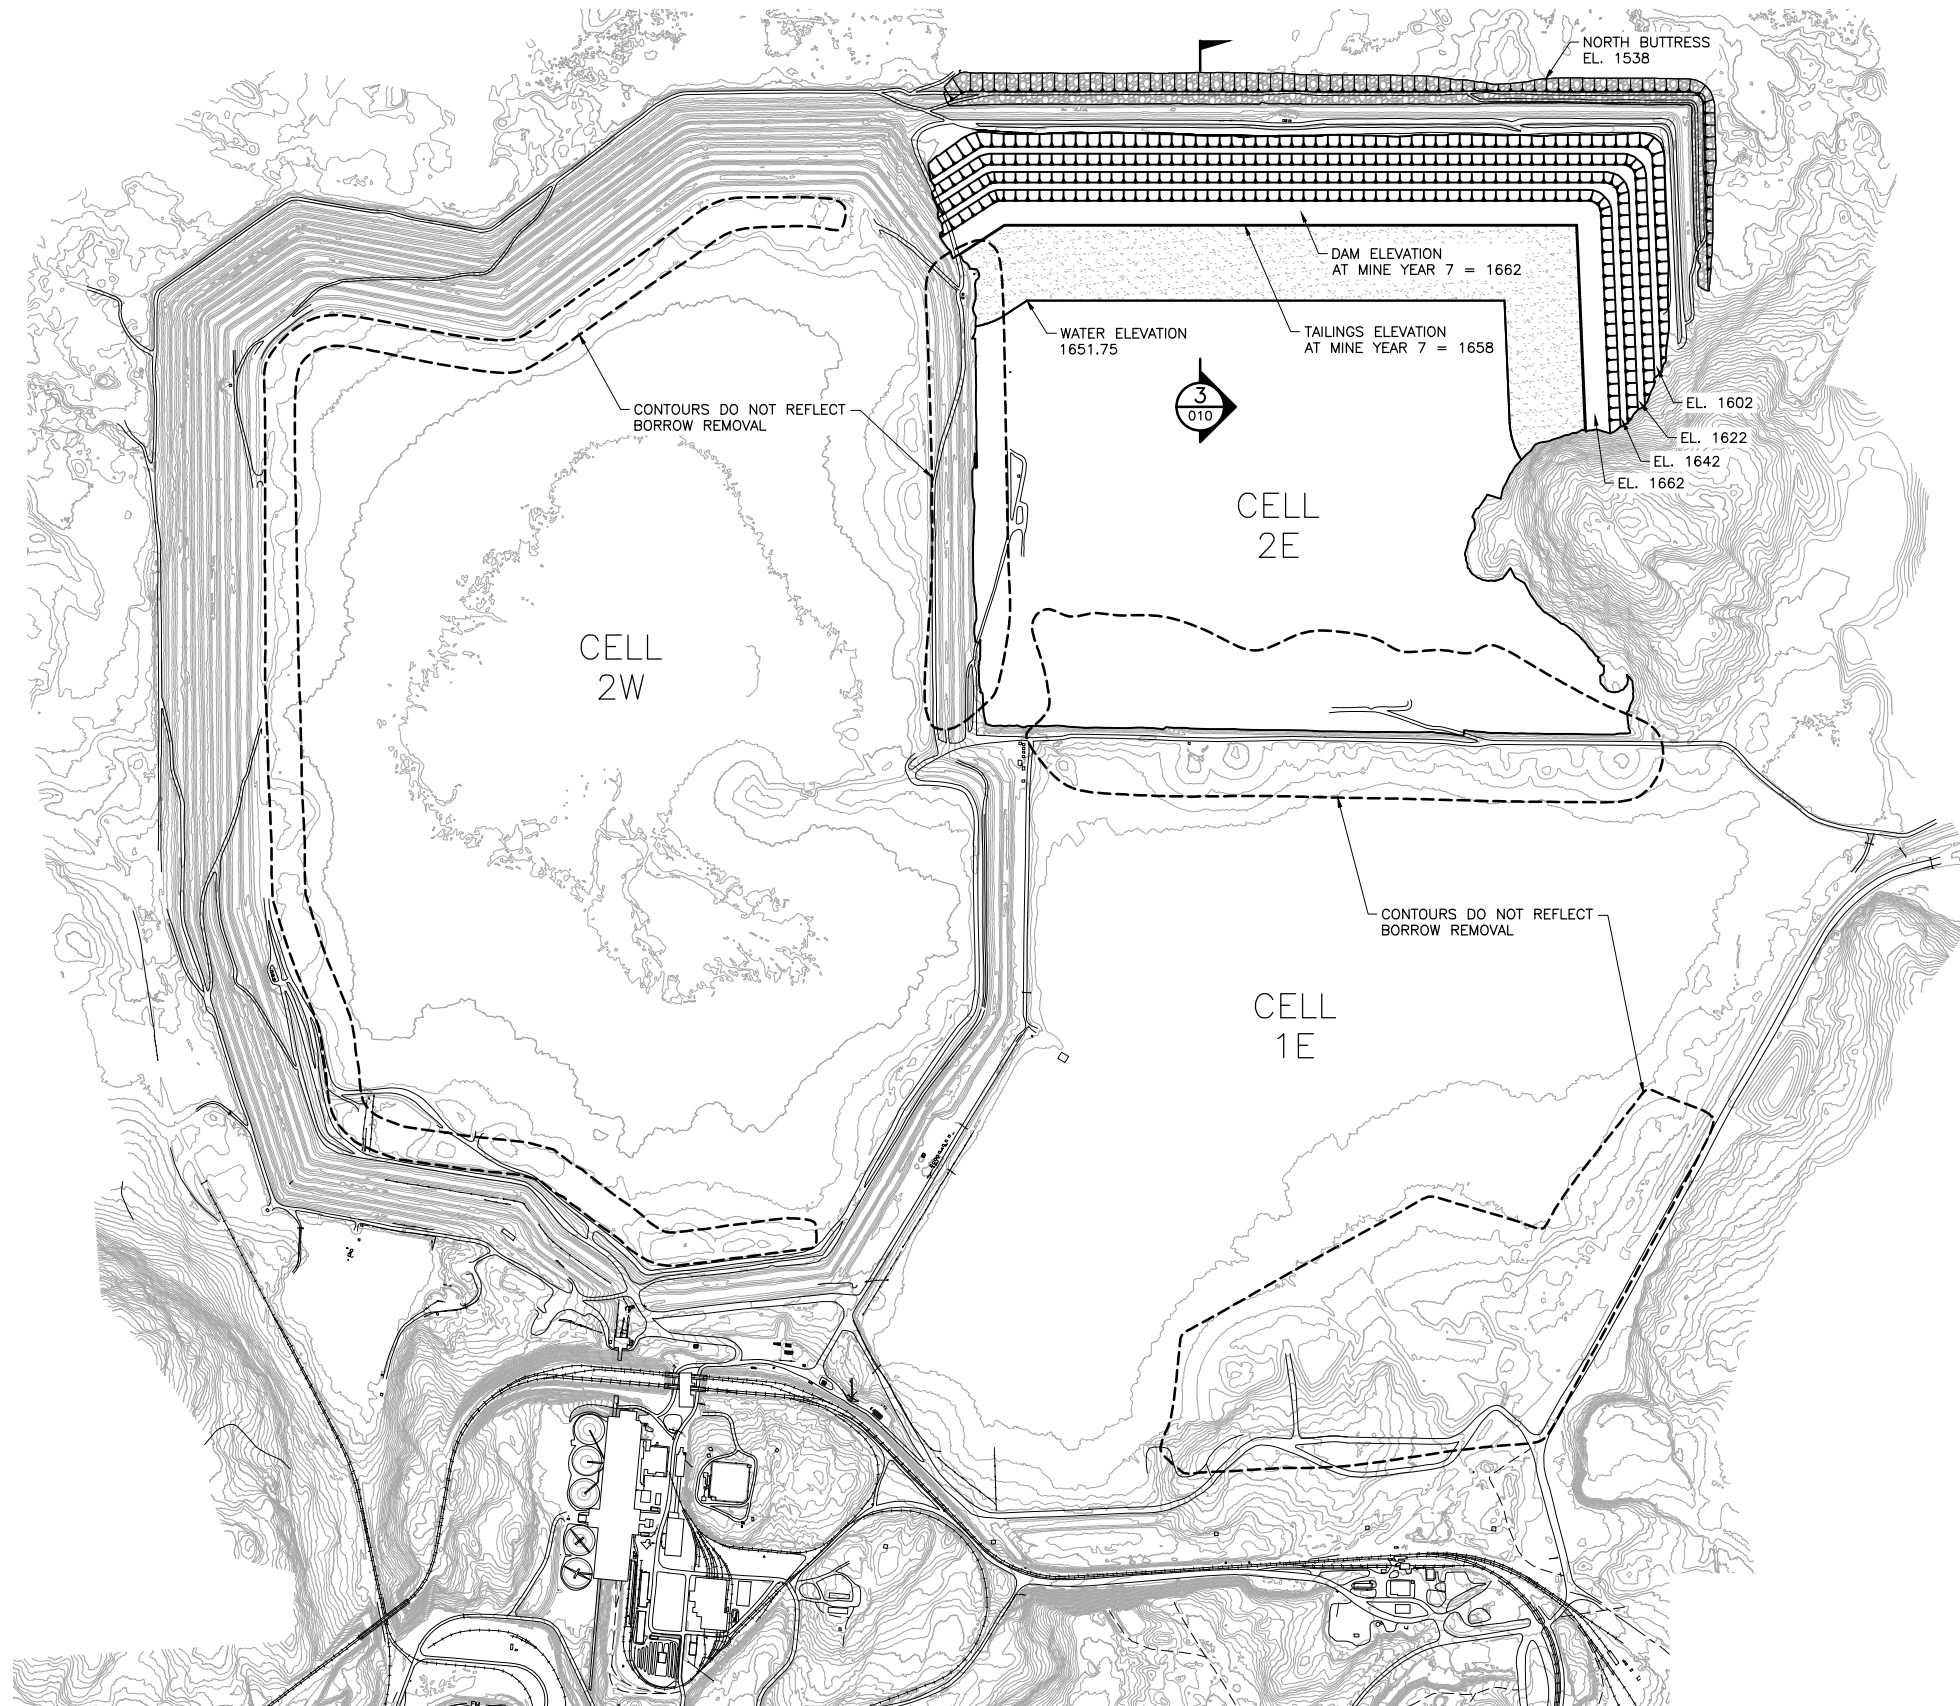 NORTH BUTTRESS
EL. 1538
DAM ELEVATION
AT MINE YEAR 7 = 1662
WATER ELEVATION
1651.75
TAILINGS ELEVATION
AT MINE YEAR 7 = 1658
3
010
CONTOURS DO NOT REFLECT
BORROW REMOVAL
EL. 1602
EL. 1622
EL. 1642
EL. 1662
CELL
2E
CELL
2W
CONTOURS DO NOT REFLECT
BORROW REMOVAL
CELL
1E